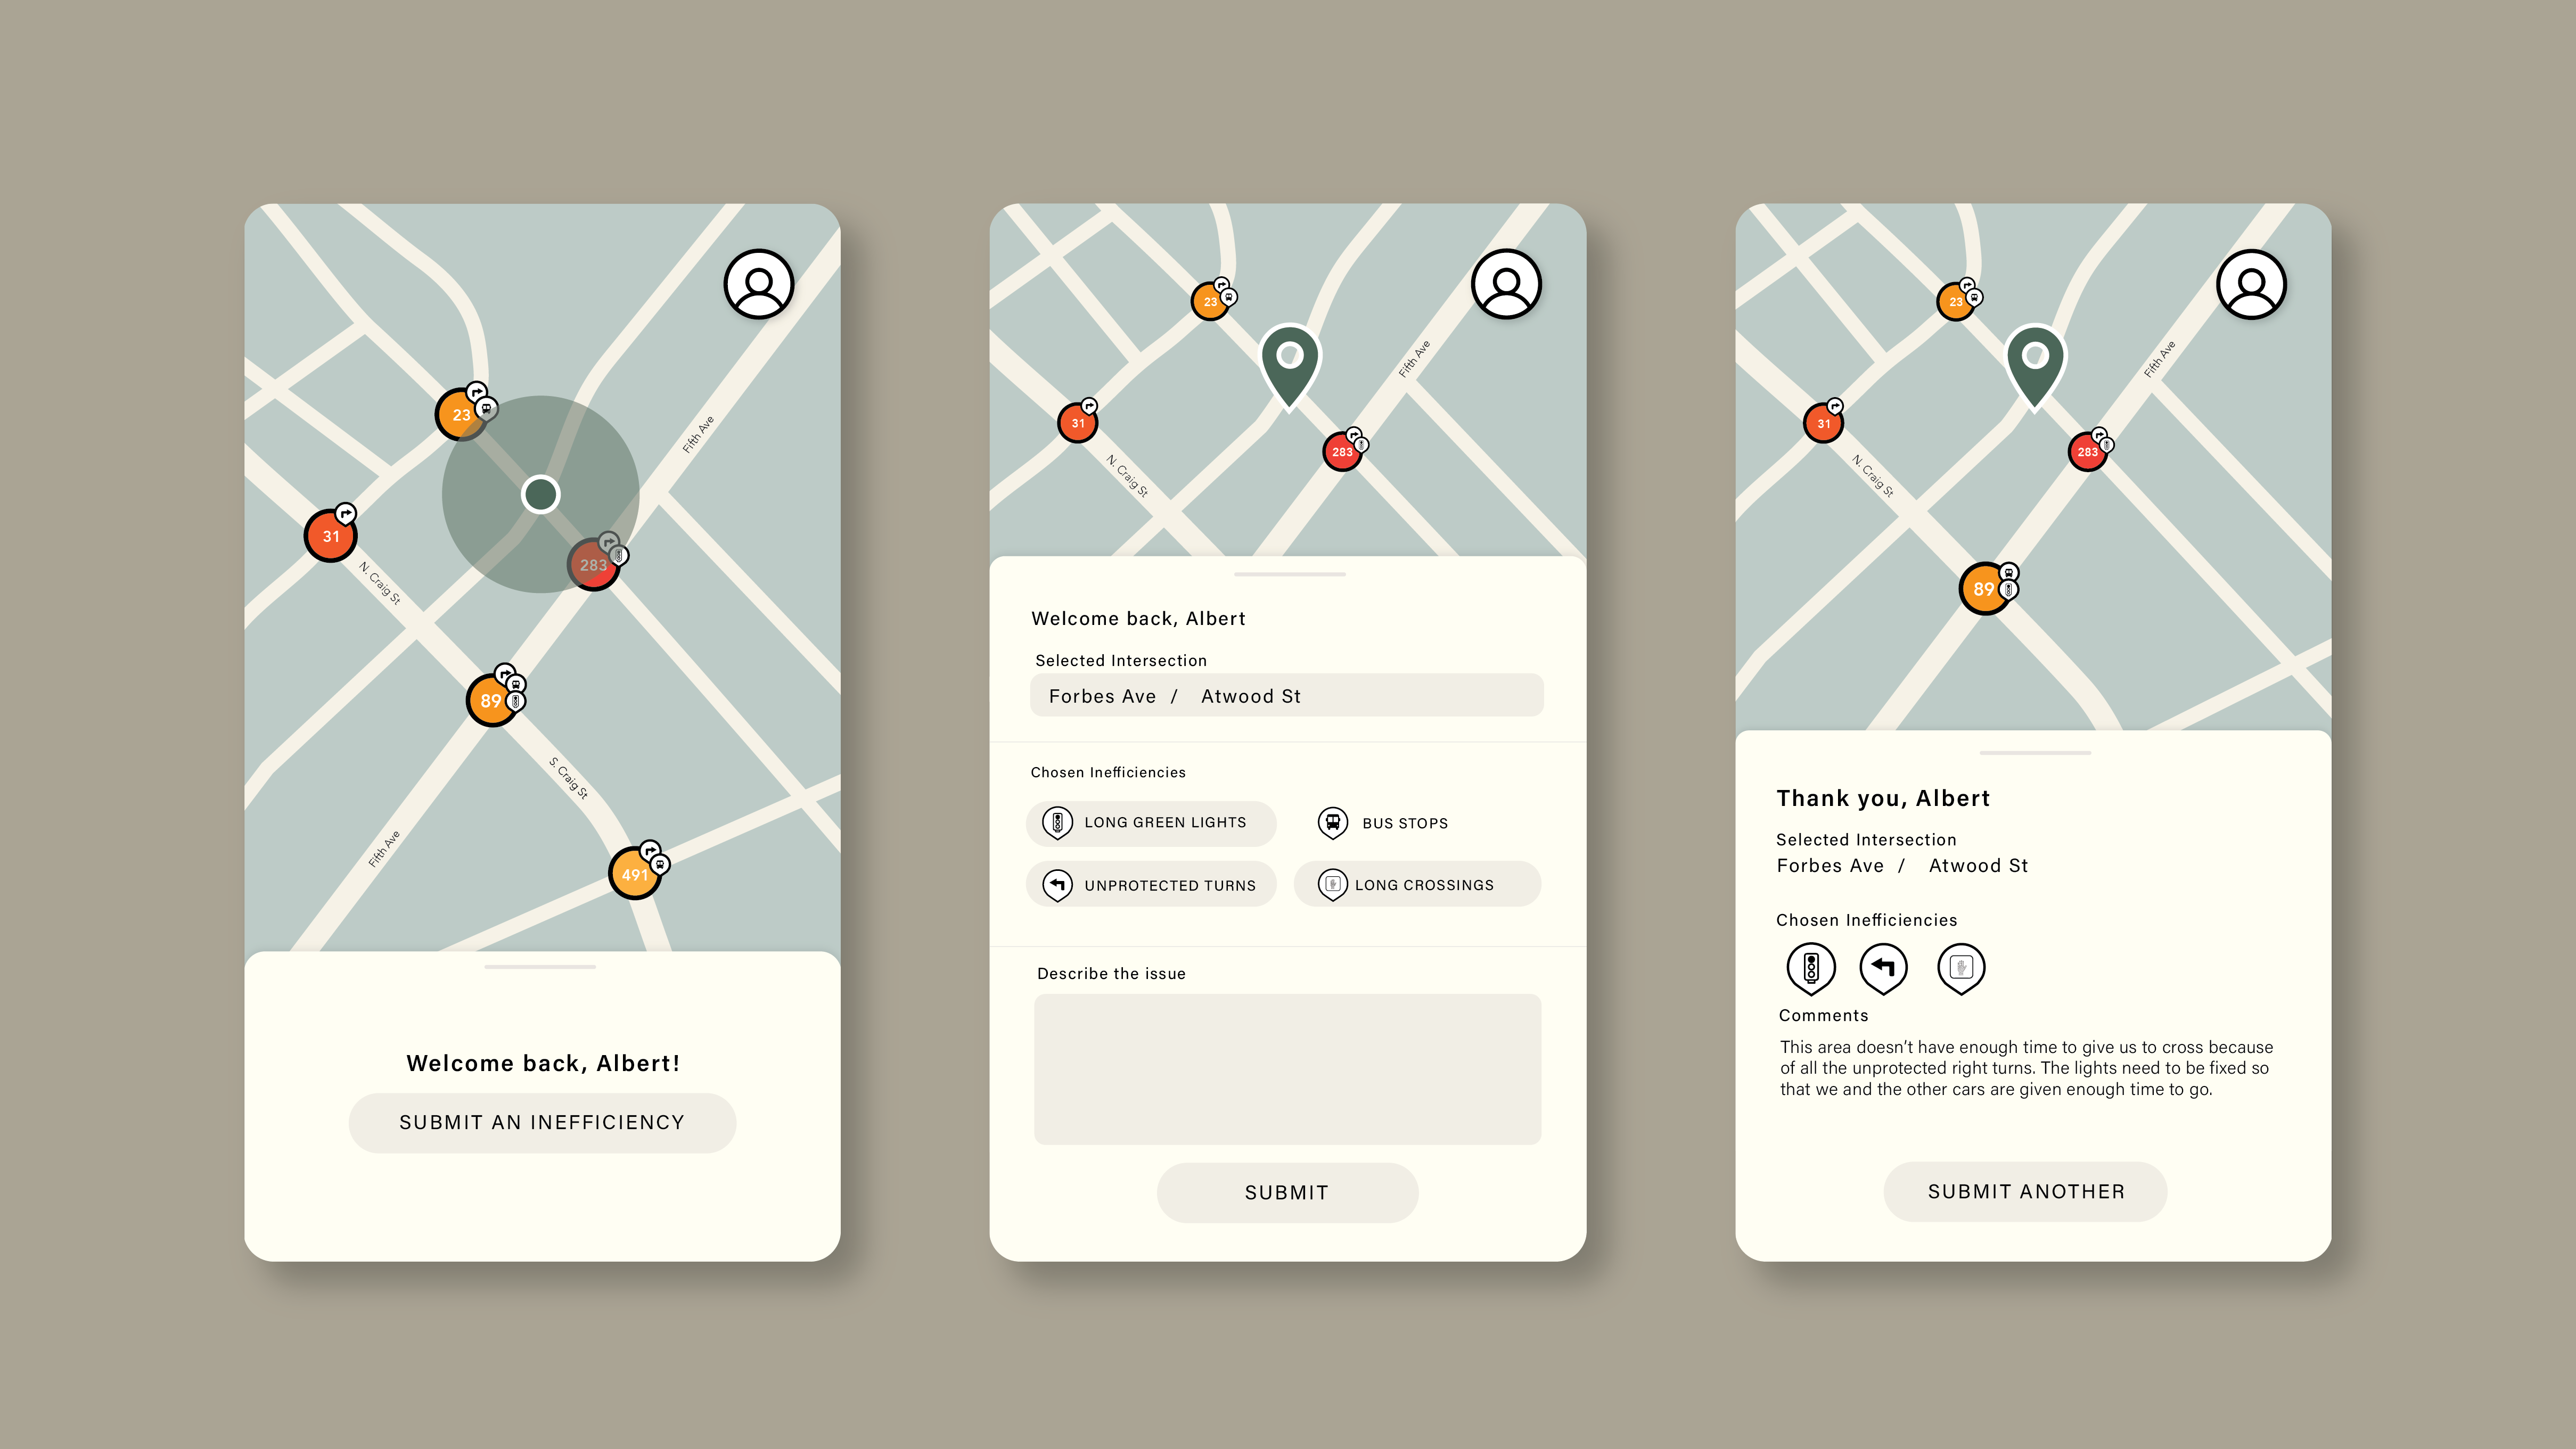 23
Fifth Ave
31
283
N. Craig St
89
S. Craig St
Fifth Ave
491
Welcome back, Albert!
SUBMIT AN INEFFICIENCY
23
Fifth Ave
31
283
N. Craig St
Welcome back, Albert
Selected Intersection
Forbes Ave / Atwood St
Chosen Inefficiencies
LONG GREEN LIGHTS
BUS STOPS
UNPROTECTED TURNS
LONG CROSSINGS
Describe the issue
SUBMIT
23
Fifth Ave
31
283
N. Craig St
89
Thank you, Albert
Selected Intersection
Forbes Ave / Atwood St
Chosen Inefficiencies
Comments
This area doesn’t have enough time to give us to cross because
of all the unprotected right turns. The lights need to be fixed so
that we and the other cars are given enough time to go.
SUBMIT ANOTHER